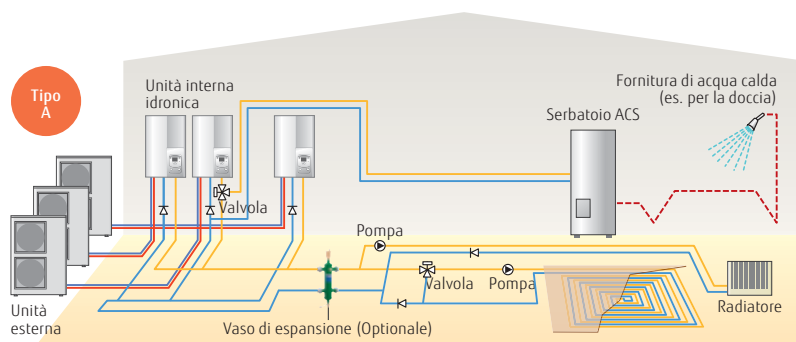 Tipo
A
Unità interna
idronica
Fornitura di acqua calda
(es. per la doccia)
Serbatoio ACS
Valvola
Pompa
Valvola
Pompa
Radiatore
Unità
esterna
Vaso di espansione (Optionale)